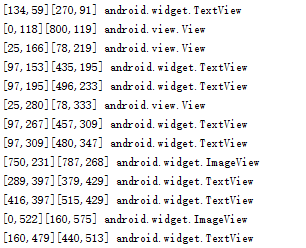 [134,59][270,91] android.widget.TextView
[0,118][800,119] android.view.View
[25,166][78,219] android.view.View
[97,153][435,195] android.widget.TextView
[97,195][496,233] android.widget.TextView
[25,280][78,333] android.view.View
[97,267][457,309] android.widget.TextView
[97,309][480,347] android.widget.TextView
[750,231][787,268] android.widget.ImageView
[289,397][379,429] android.widget.TextView
[416,397][515,429] android.widget.TextView
[0,522][160,575] android.widget.ImageView
[160,479][440,513] android.widget.TextView